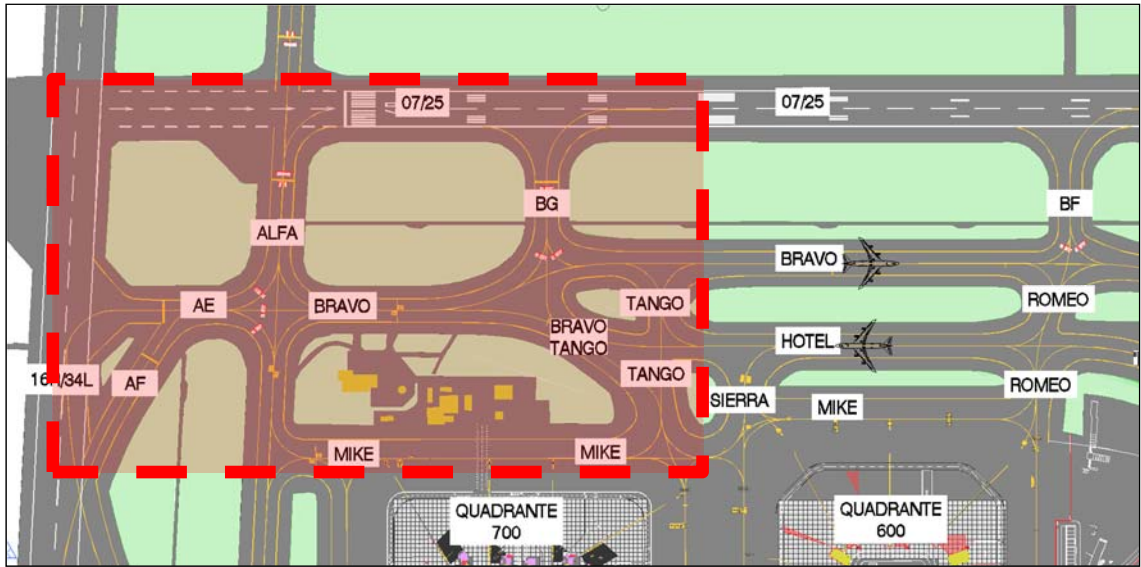 07/25
07/25
BG
BF
ALFA
BRAVO
AE
BRAVO
TANGO
ROMEO
BRAVO
TANGO
HOTEL
TANGO
16R/34L
AF
ROMEO
SIERRA
MIKE
MIKE
MIKE
QUADRANTE
700
QUADRANTE
600